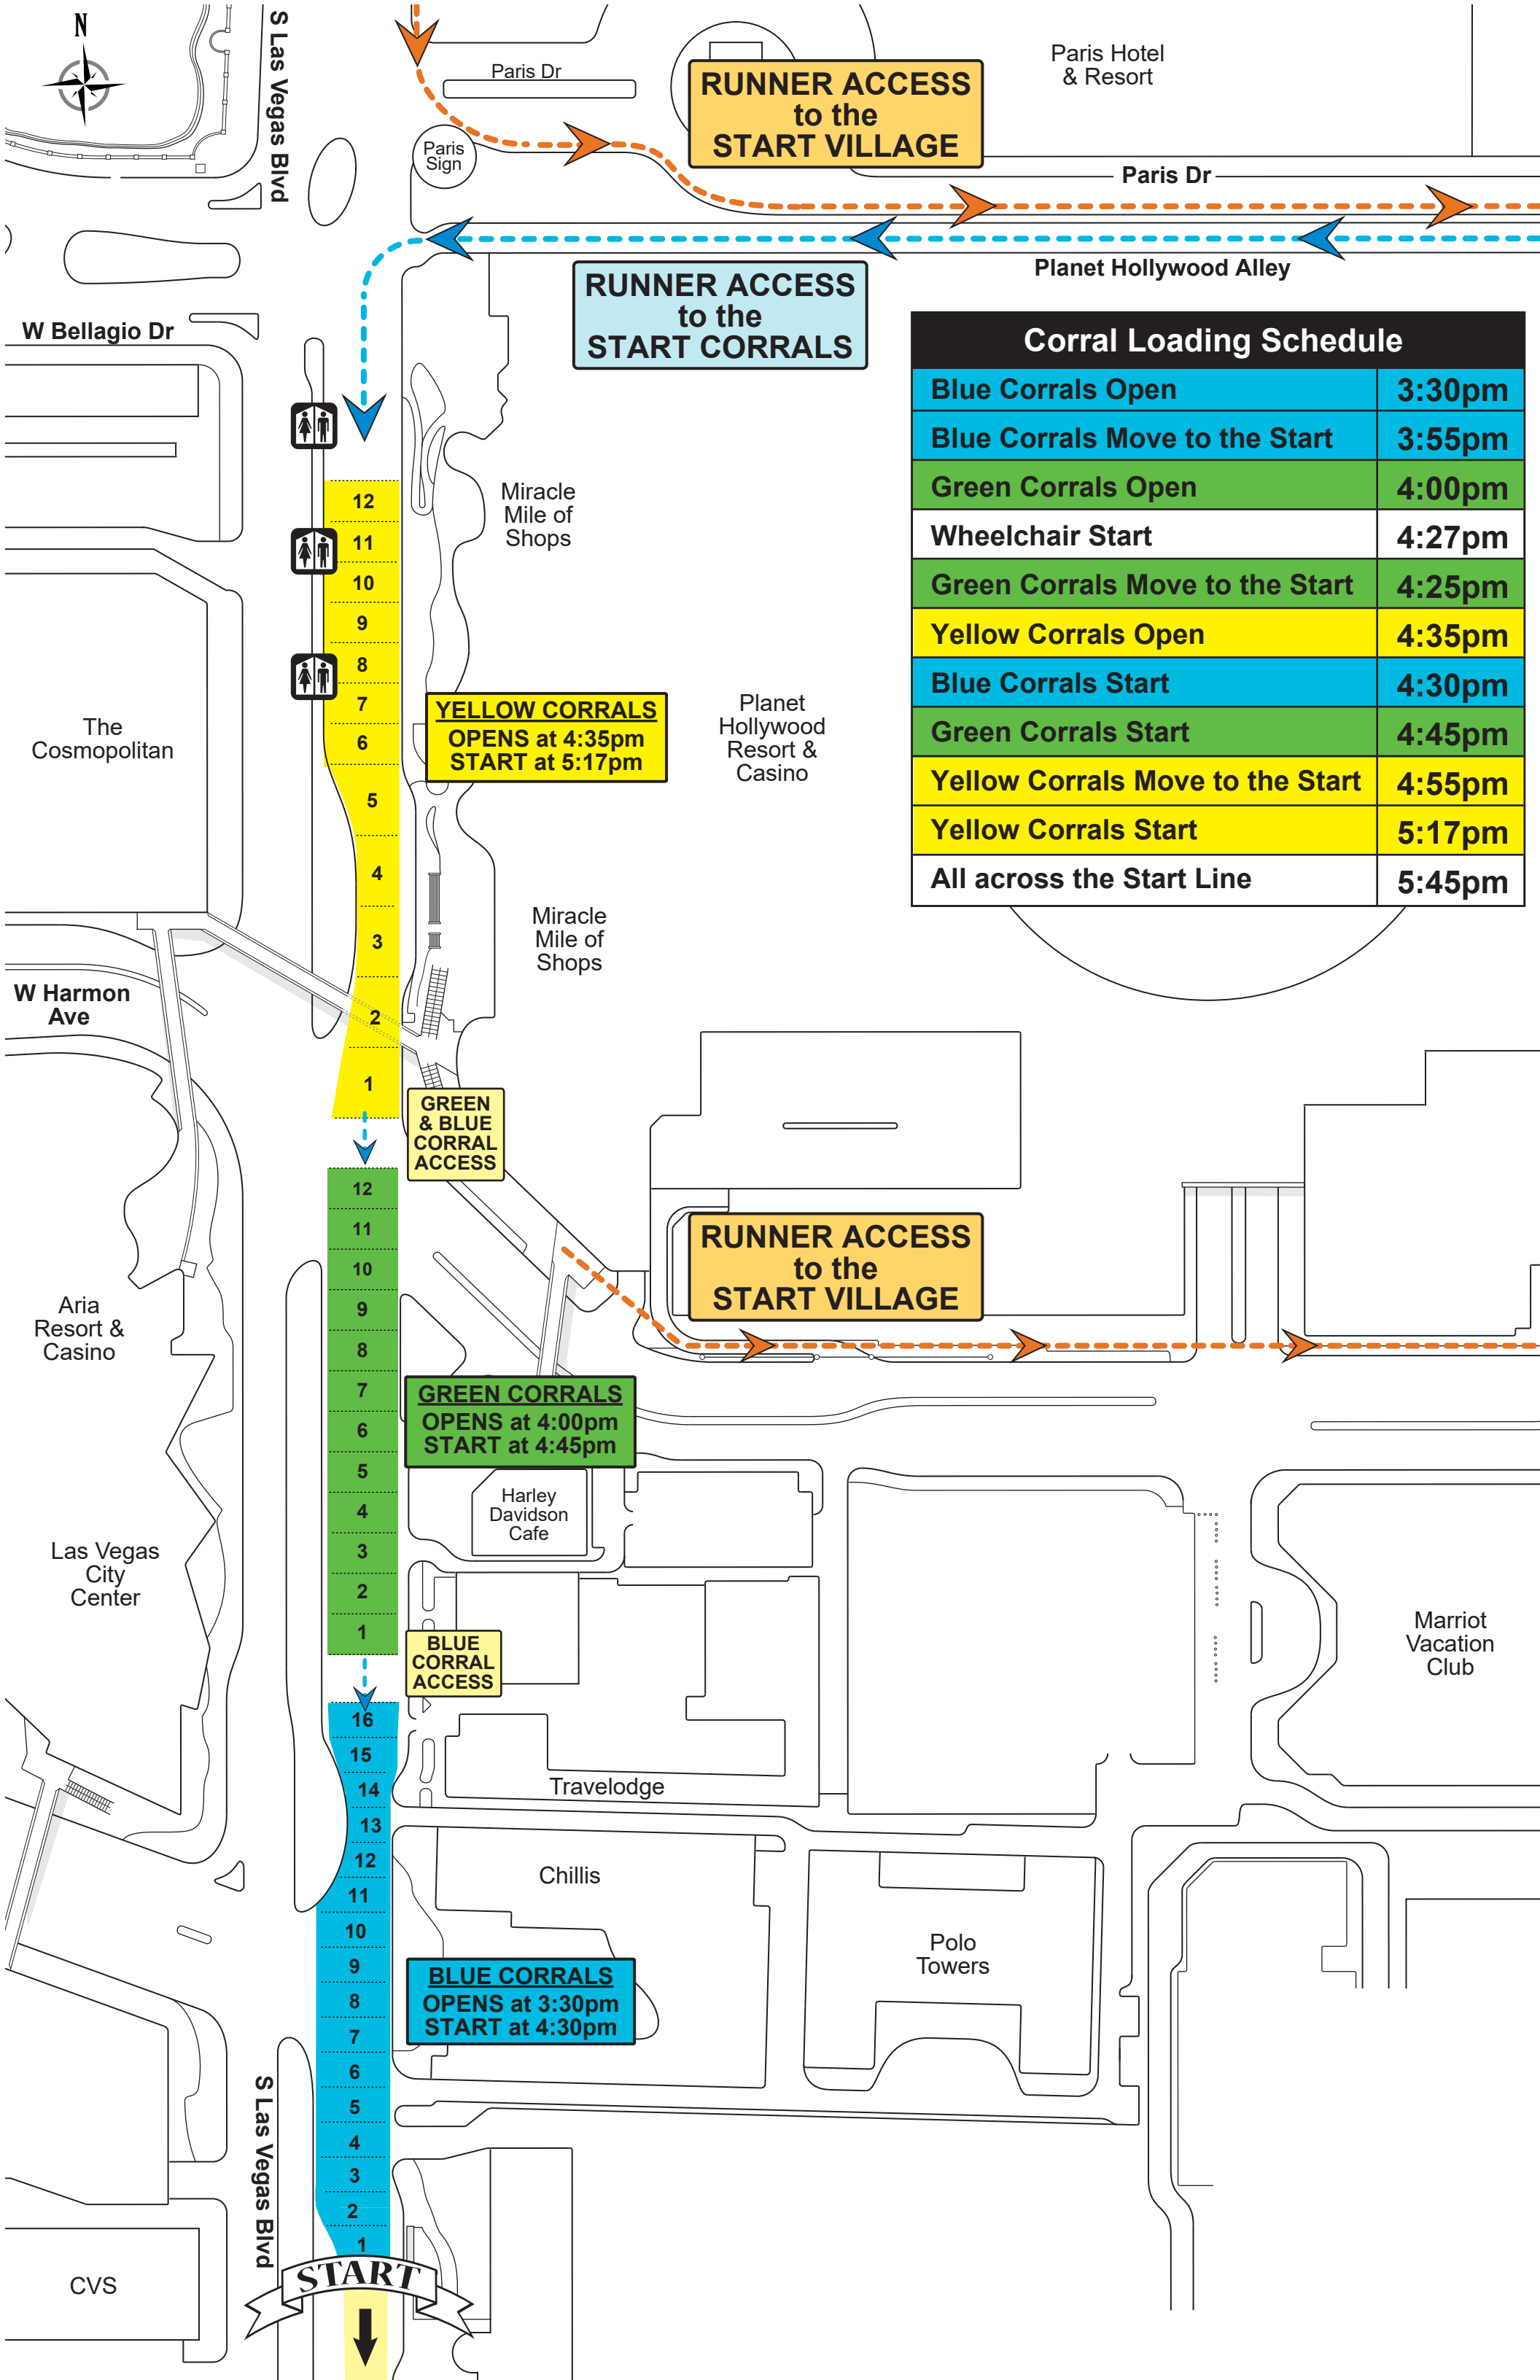 N
S Las Vegas Blvd
Paris Dr
Paris
Sign
RUNNER ACCESS
to the
START VILLAGE
Paris Hotel
& Resort
Paris Dr
Planet Hollywood Alley
RUNNER ACCESS
to the
START CORRALS
W Bellagio Dr
Corral Loading Schedule
Blue Corrals Open 3:30pm
Blue Corrals Move to the Start 3:55pm
Green Corrals Open 4:00pm
Wheelchair Start 4:27pm
Green Corrals Move to the Start 4:25pm
Yellow Corrals Open 4:35pm
Blue Corrals Start 4:30pm
Green Corrals Start 4:45pm
Yellow Corrals Move to the Start 4:55pm
Yellow Corrals Start 5:17pm
All across the Start Line 5:45pm
12
11
10
9
8
7
6
5
4
3
2
1
Miracle
Mile of
Shops
The
Cosmopolitan
YELLOW CORRALS
OPENS at 4:35pm
START at 5:17pm
Planet
Hollywood
Resort &
Casino
Miracle
Mile of
Shops
W Harmon
Ave
GREEN
& BLUE
CORRAL
ACCESS
12
11
10
9
8
7
6
5
4
3
2
1
RUNNER ACCESS
to the
START VILLAGE
Aria
Resort &
Casino
GREEN CORRALS
OPENS at 4:00pm
START at 4:45pm
Harley
Davidson
Cafe
Las Vegas
City
Center
BLUE
CORRAL
ACCESS
Marriot
Vacation
Club
16
15
14
13
12
11
10
9
8
7
6
5
4
3
2
1
Travelodge
Chillis
Polo
Towers
BLUE CORRALS
OPENS at 3:30pm
START at 4:30pm
S Las Vegas Blvd
START
CVS